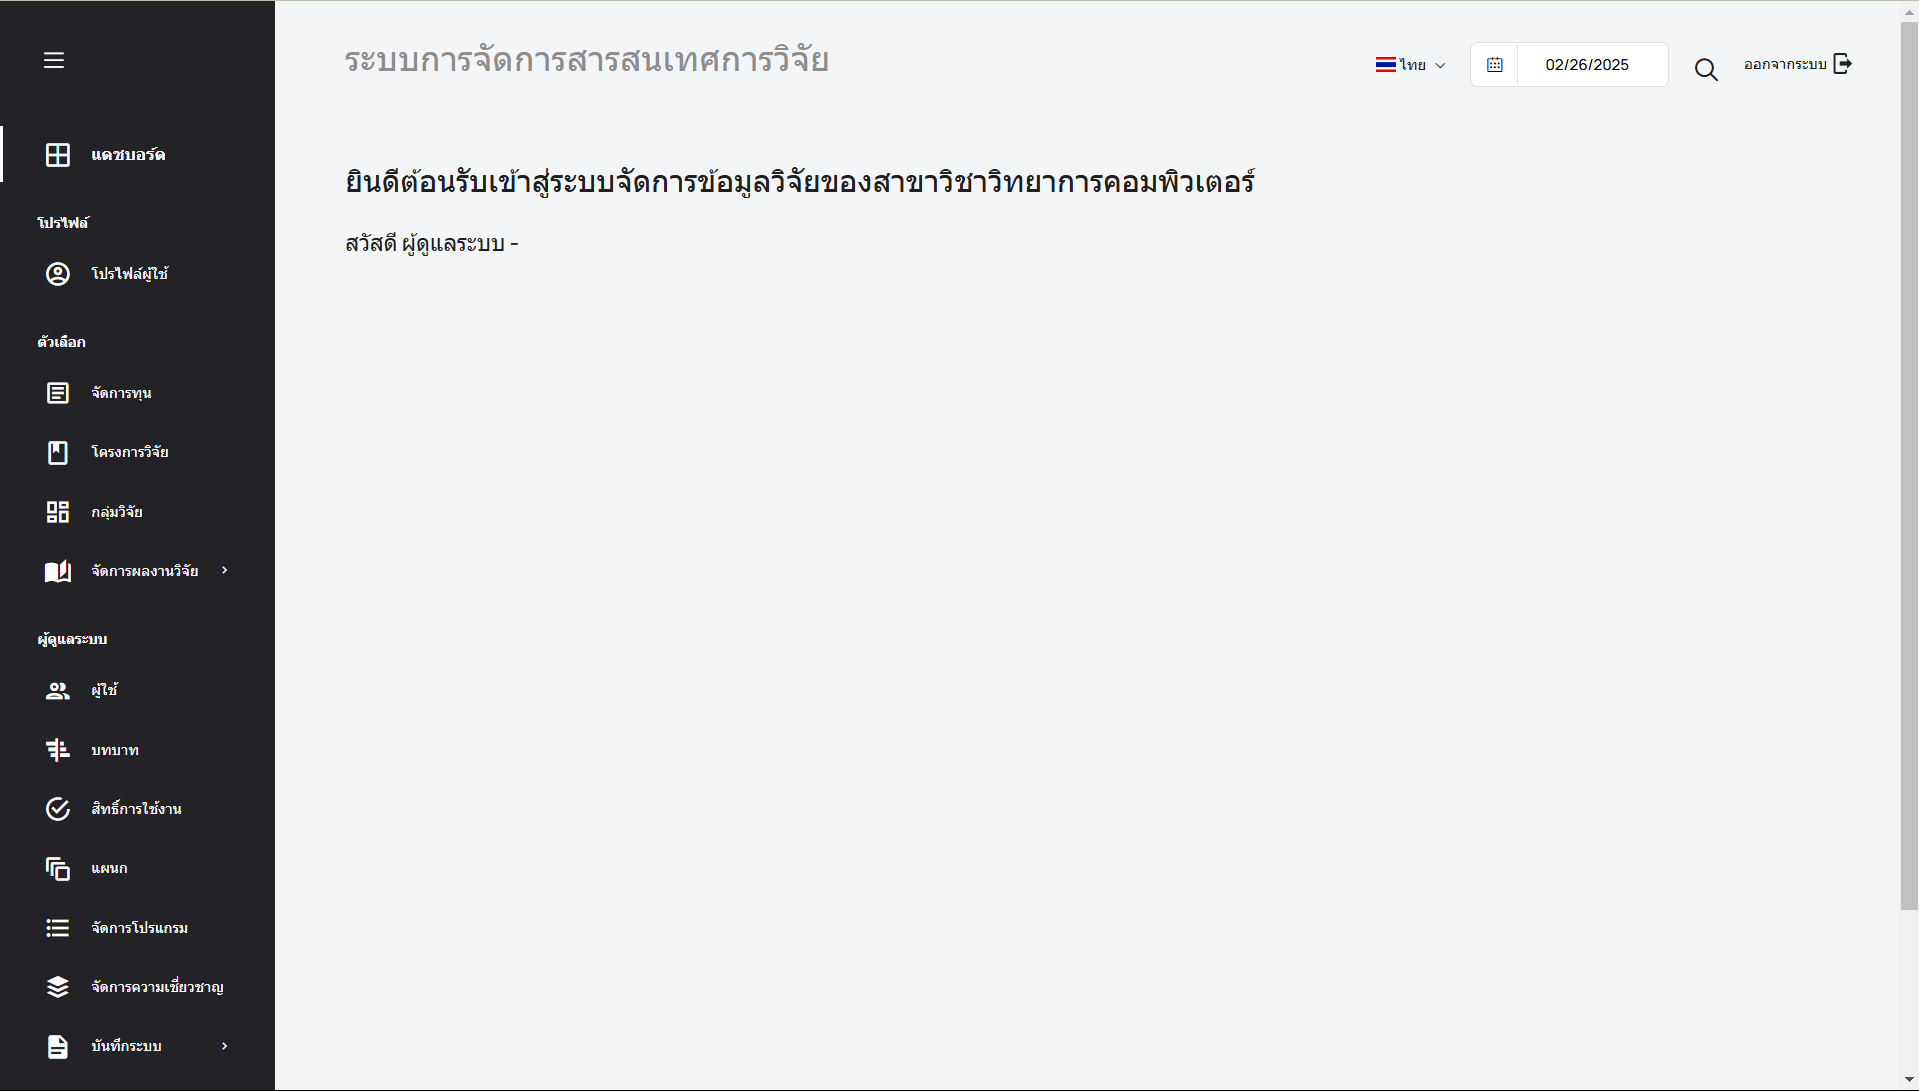 ระบบการจัดการสารสนเทศการวิจัย
ไทย
02/26/2025
ออกจากระบบ
แดชบอร์ด
โปรไฟล์
โปรไฟล์ผู้ใช้
ตัวเลือก
จัดการทุน
โครงการวิจัย
กลุ่มวิจัย
จัดการผลงานวิจัย
ผู้ดูแลระบบ
ผู้ใช้
บทบาท
สิทธิ์การใช้งาน
แผนก
จัดการโปรแกรม
จัดการความเชี่ยวชาญ
บันทึกระบบ
ยินดีต้อนรับเข้าสู่ระบบจัดการข้อมูลวิจัยของสาขาวิชาวิทยาการคอมพิวเตอร์
สวัสดี ผู้ดูแลระบบ -